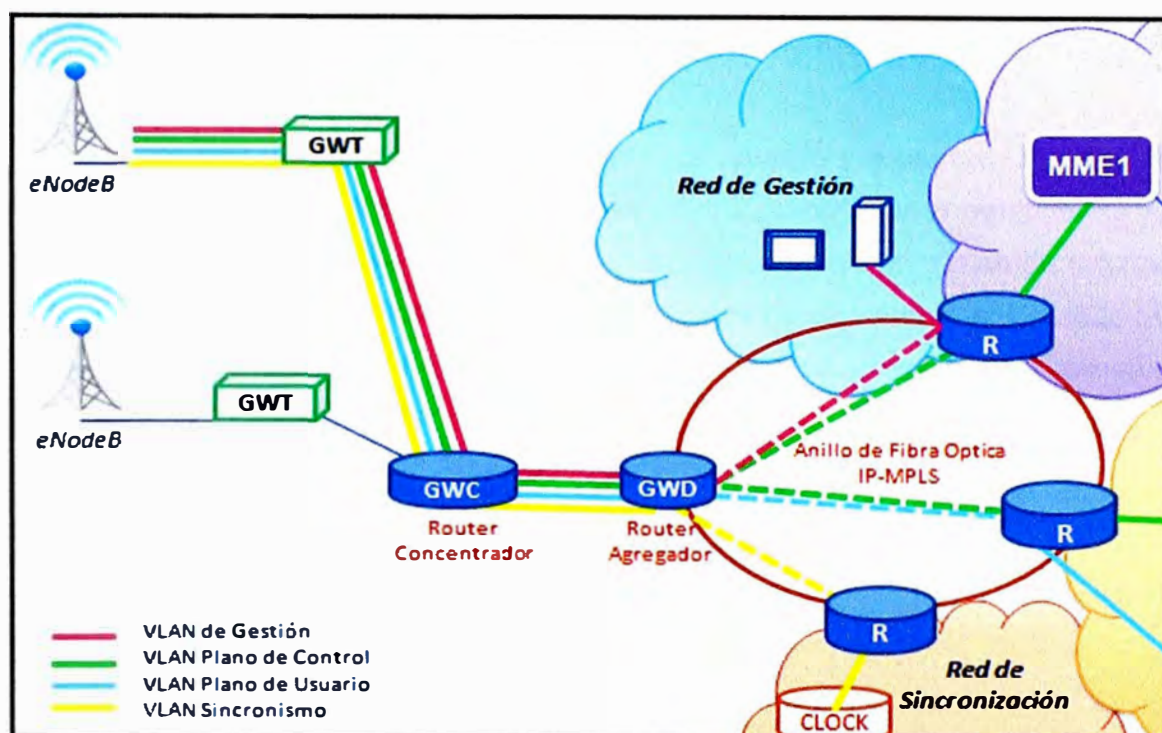 eNodeB
GWT
Red de Gestión
MME1
R
eNodeB
GWT
GWC
Router
Concentrador
GWD
Router
Agregador
Anillo de Fibra Optica
IP-MPLS
R
R
Red de
Sincronización
CLOCK
VLAN de Gestión
VLAN Plano de Control
VLAN Plano de Usuario
VLAN Sincronismo